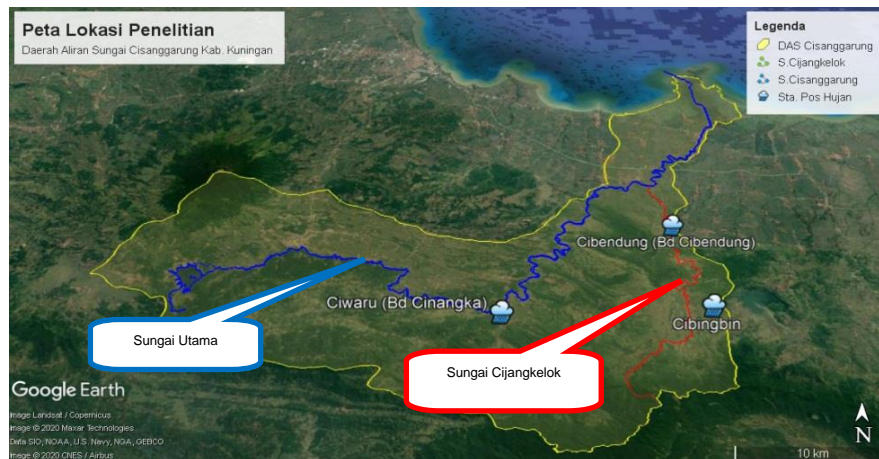 Peta Lokasi Penelitian
Daerah Aliran Sungai Cisanggarung Kab. Kuningan
Legenda
DAS Cisanggarung
S.Cijangkelok
S.Cisanggarung
Sta. Pos Hujan
Cibendung (Bd Cibendung)
Ciwaru (Bd Cinangka)
Cibingbin
Sungai Utama
Sungai Cijangkelok
Google Earth
Image Landsat / Copernicus
Image © 2020 Maxar Technologies
Data SIO, NOAA, U.S. Navy, NGA, GEBCO
Image © 2020 CNES / Airbus
N
10 km